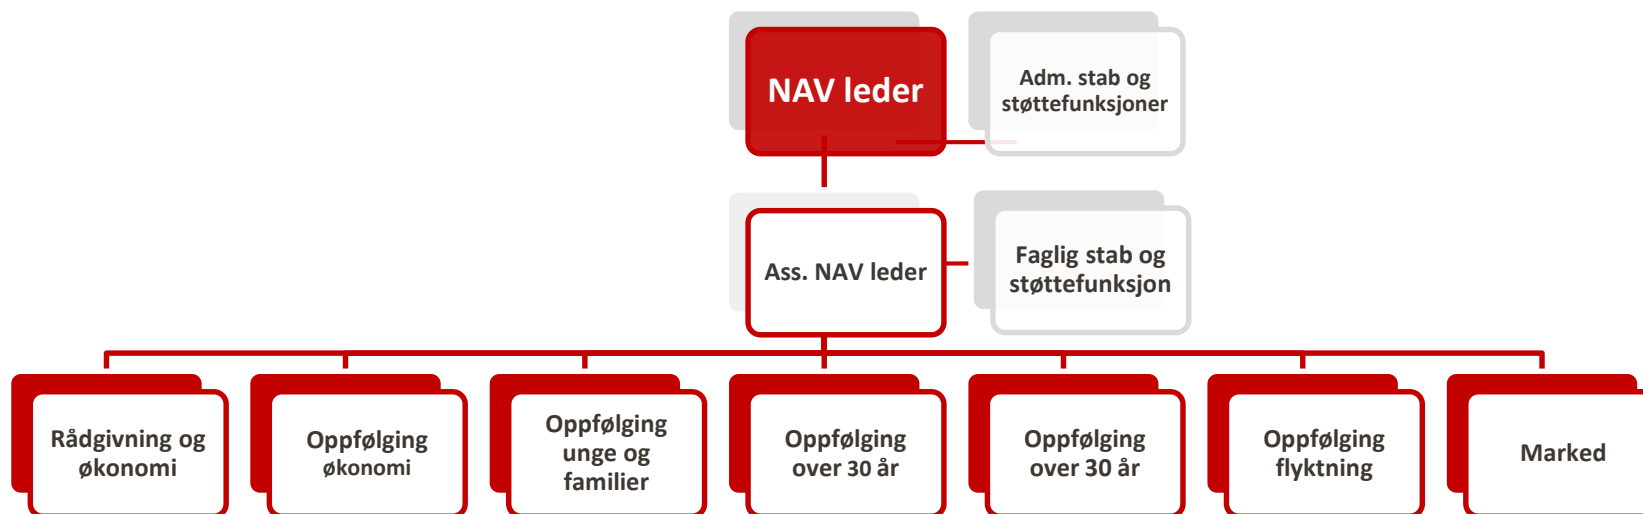 NAV leder
Adm. stab og
støttefunksjoner
Ass. NAV leder
Faglig stab og
støttefunksjon
Rådgivning og
økonomi
Oppfølging
økonomi
Oppfølging
unge og
familier
Oppfølging
over 30 år
Oppfølging
over 30 år
Oppfølging
flyktning
Marked